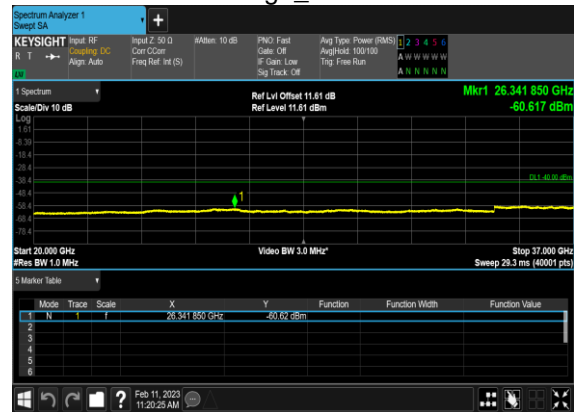 Spectrum Analyzer 1
Swept SA
+
KEYSIGHT
R T
LXI
Input: RF
Coupling: DC
Align: Auto
Input Z: 50 Ω
Corr CCorr
Freq Ref: Int (S)
#Atten: 10 dB
PNO: Fast
Gate: Off
IF Gain: Low
Sig Track: Off
Avg Type: Power (RMS)
Avg|Hold: 100/100
Trig: Free Run
1 2 3 4 5 6
A W W W W W
A N N N N N
1 Spectrum
Scale/Div 10 dB
Log
Ref Lvl Offset 11.61 dB
Ref Level 11.61 dBm
Mkr1 26.341 850 GHz
-60.617 dBm
1.61
-8.39
-18.4
-28.4
-38.4
-48.4
-58.4
-68.4
-78.4
DL1 -40.00 dBm
1
Start 20.000 GHz
#Res BW 1.0 MHz
Video BW 3.0 MHz*
Stop 37.000 GHz
Sweep 29.3 ms (40001 pts)
5 Marker Table
Mode Trace Scale X Y Function Function Width Function Value
1 N 1 f 26.341 850 GHz -60.62 dBm
2
3
4
5
6
?
Feb 11, 2023
11:20:25 AM